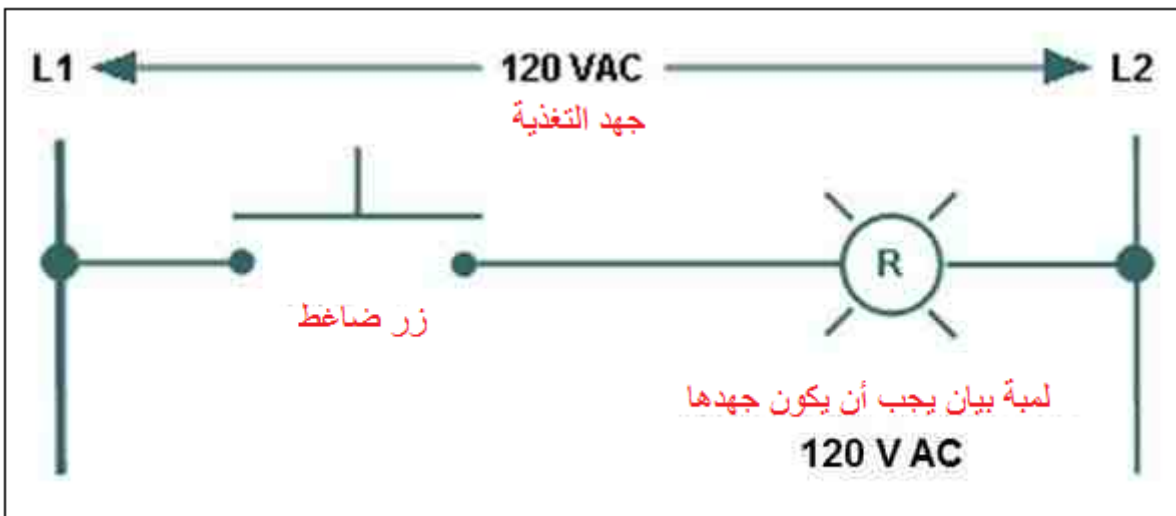 L1 120 VAC L2
جهد التغذية
R
زر ضاغط
لمبة بيان يجب أن يكون جهدها
120 V AC